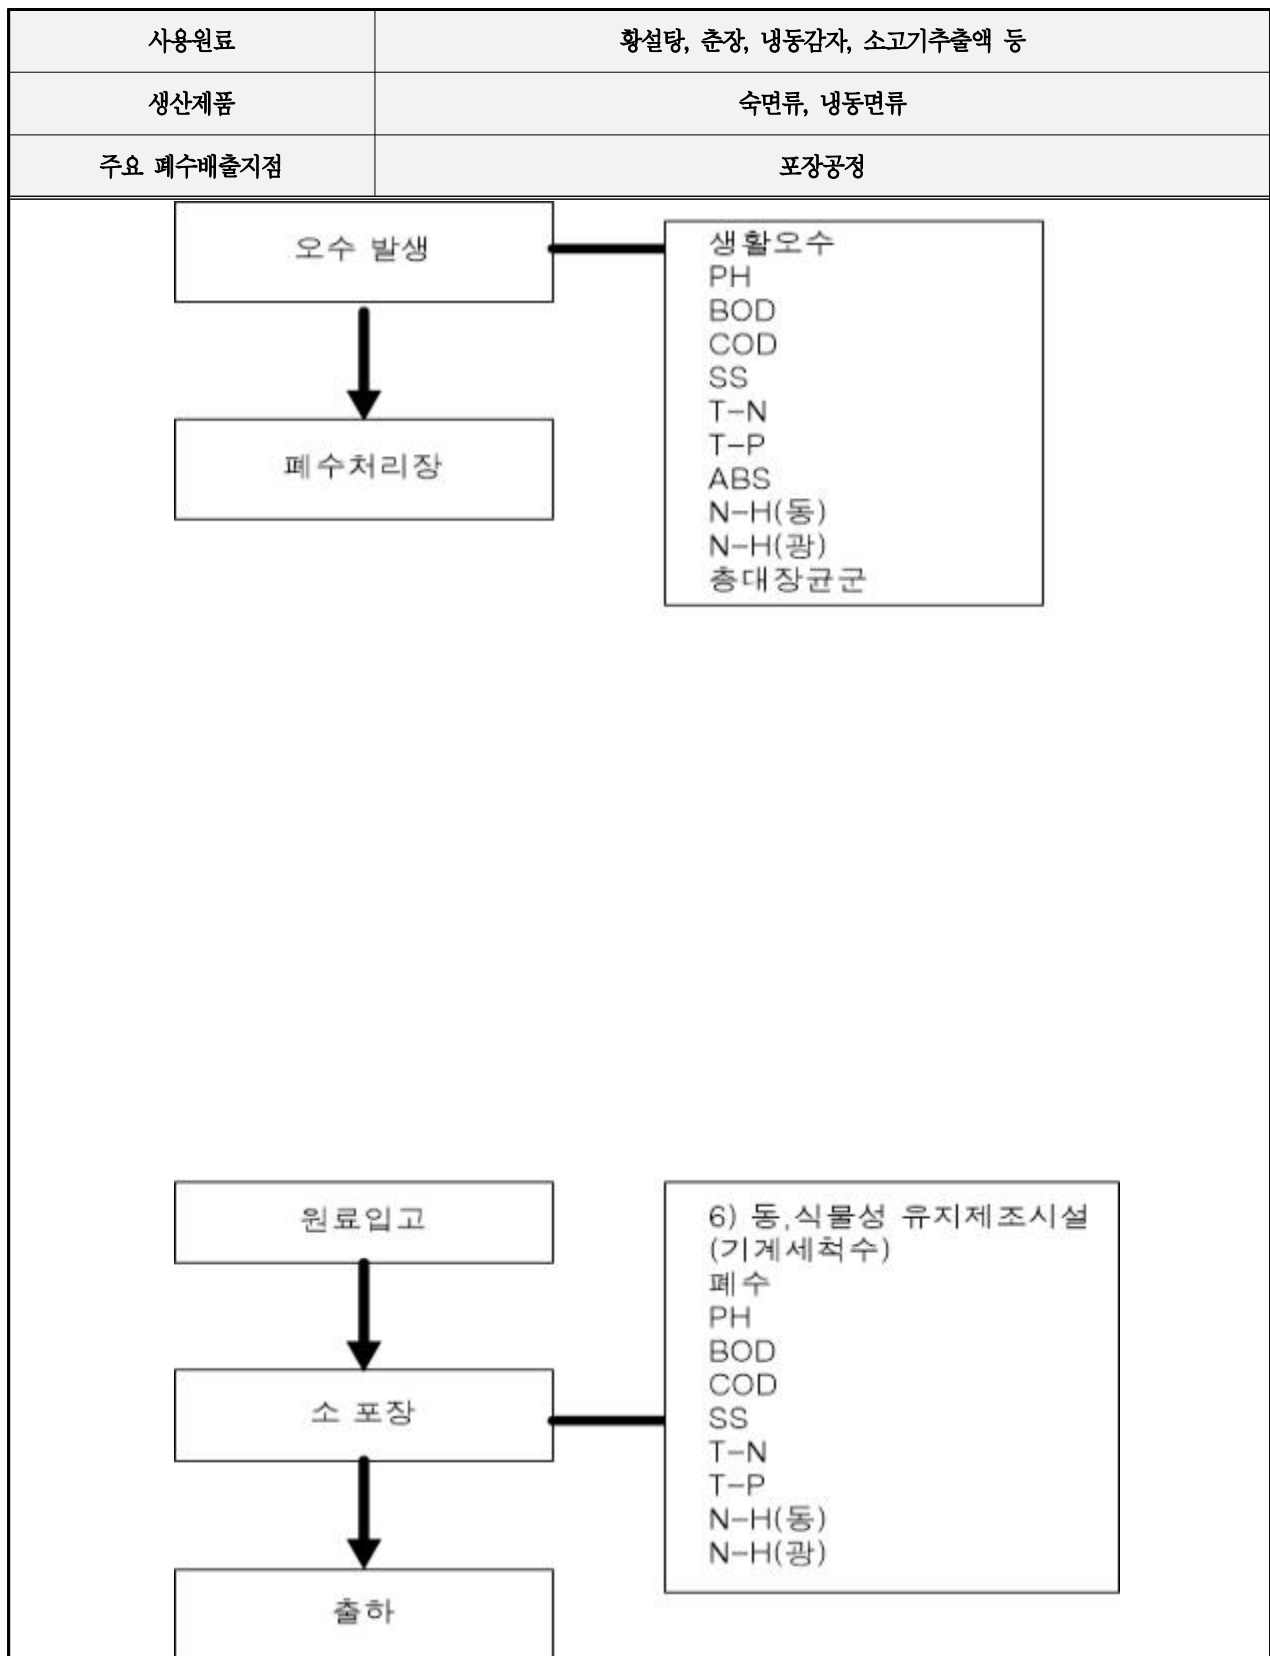 사용원료 황설탕, 춘장, 냉동감자, 소고기추출액 등
생산제품 숙면류, 냉동면류
주요 폐수배출지점 포장공정
오수 발생
폐수처리장
생활오수
PH
BOD
COD
SS
T-N
T-P
ABS
N-H(동)
N-H(광)
총대장균군
원료입고
소 포장
출하
6) 동,식물성 유지제조시설
(기계세척수)
폐수
PH
BOD
COD
SS
T-N
T-P
N-H(동)
N-H(광)